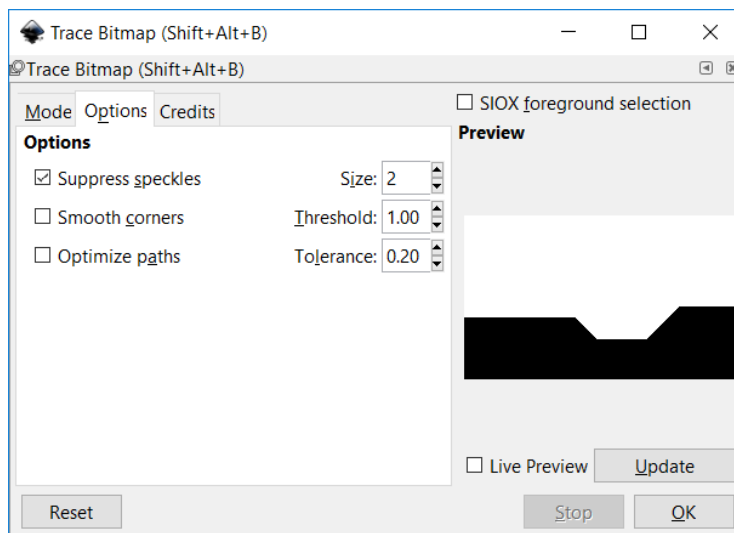 Trace Bitmap (Shift+Alt+B)
Trace Bitmap (Shift+Alt+B)
Mode Options Credits
Options
Suppress speckles Size: 2
Smooth corners Threshold: 1.00
Optimize paths Tolerance: 0.20
SIOX foreground selection
Preview
Live Preview Update
Reset Stop OK